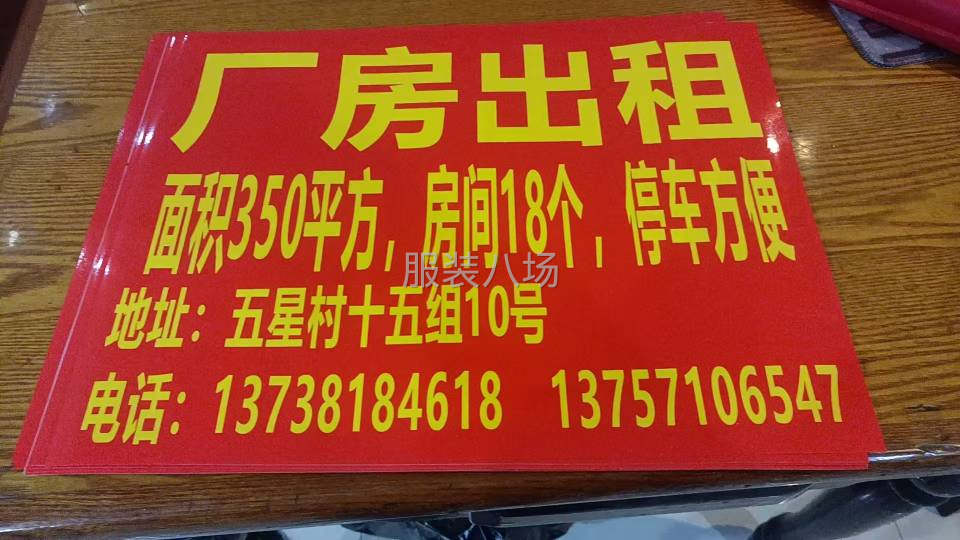 厂房出租
面积350平方，房间18个，停车方便
服装八场
地址：五星村十五组10号
电话：13738184618 13757106547